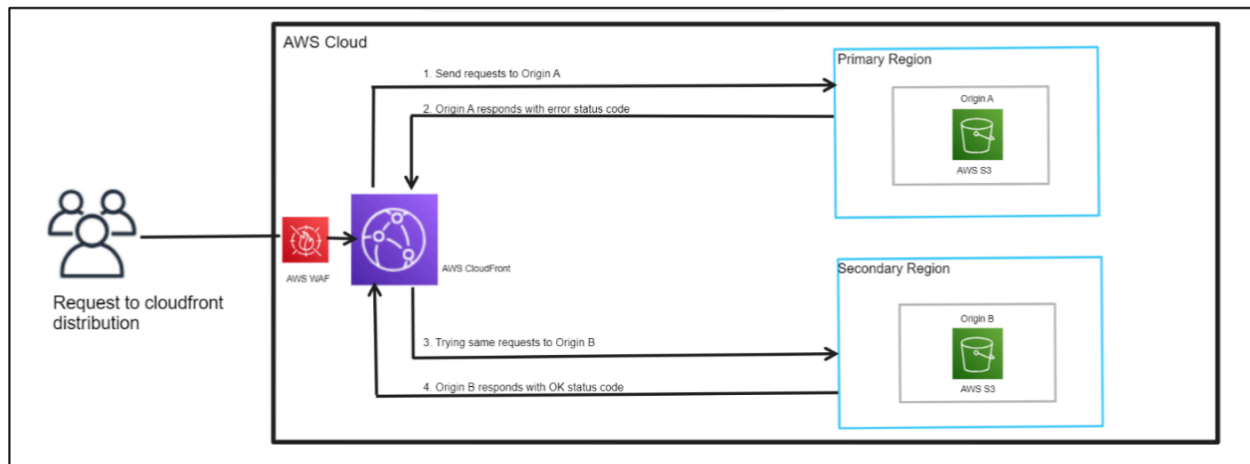 AWS Cloud
Primary Region
1. Send requests to Origin A
Origin A
2. Origin A responds with error status code
AWS S3
AWS WAF
AWS CloudFront
Request to cloudfront
distribution
Secondary Region
Origin B
3. Trying same requests to Origin B
4. Origin B responds with OK status code
AWS S3